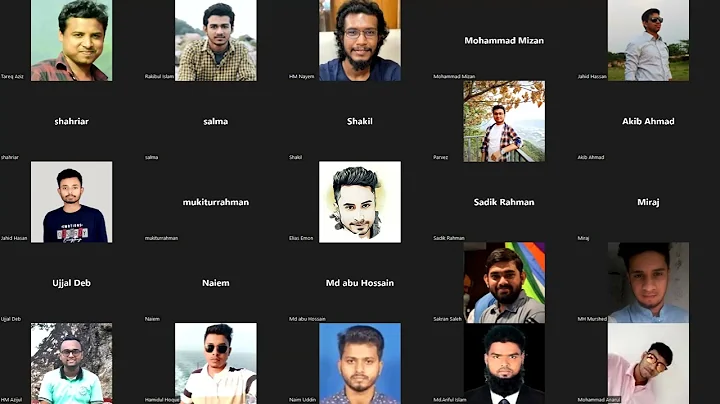 Mohammad Mizan
Tareq Aziz
Rakibul Islam
HM Nayem
Mohammad Mizan
Jahid Hassan
shahriar
salma
Shakil
Akib Ahmad
shahriar
salma
Shakil
Parvez
Akib Ahmad
mukiturrahman
Sadik Rahman
Miraj
Jahid Hasan
mukiturrahman
Elias Emon
Sadik Rahman
Miraj
Ujjal Deb
Naiem
Md abu Hossain
Ujjal Deb
Naiem
Md abu Hossain
Sakran Saleh
MH Murshed
HM Azijul
Hamidul Hoque
Naim Uddin
Md.Ariful Islam
Mohammad Anarul